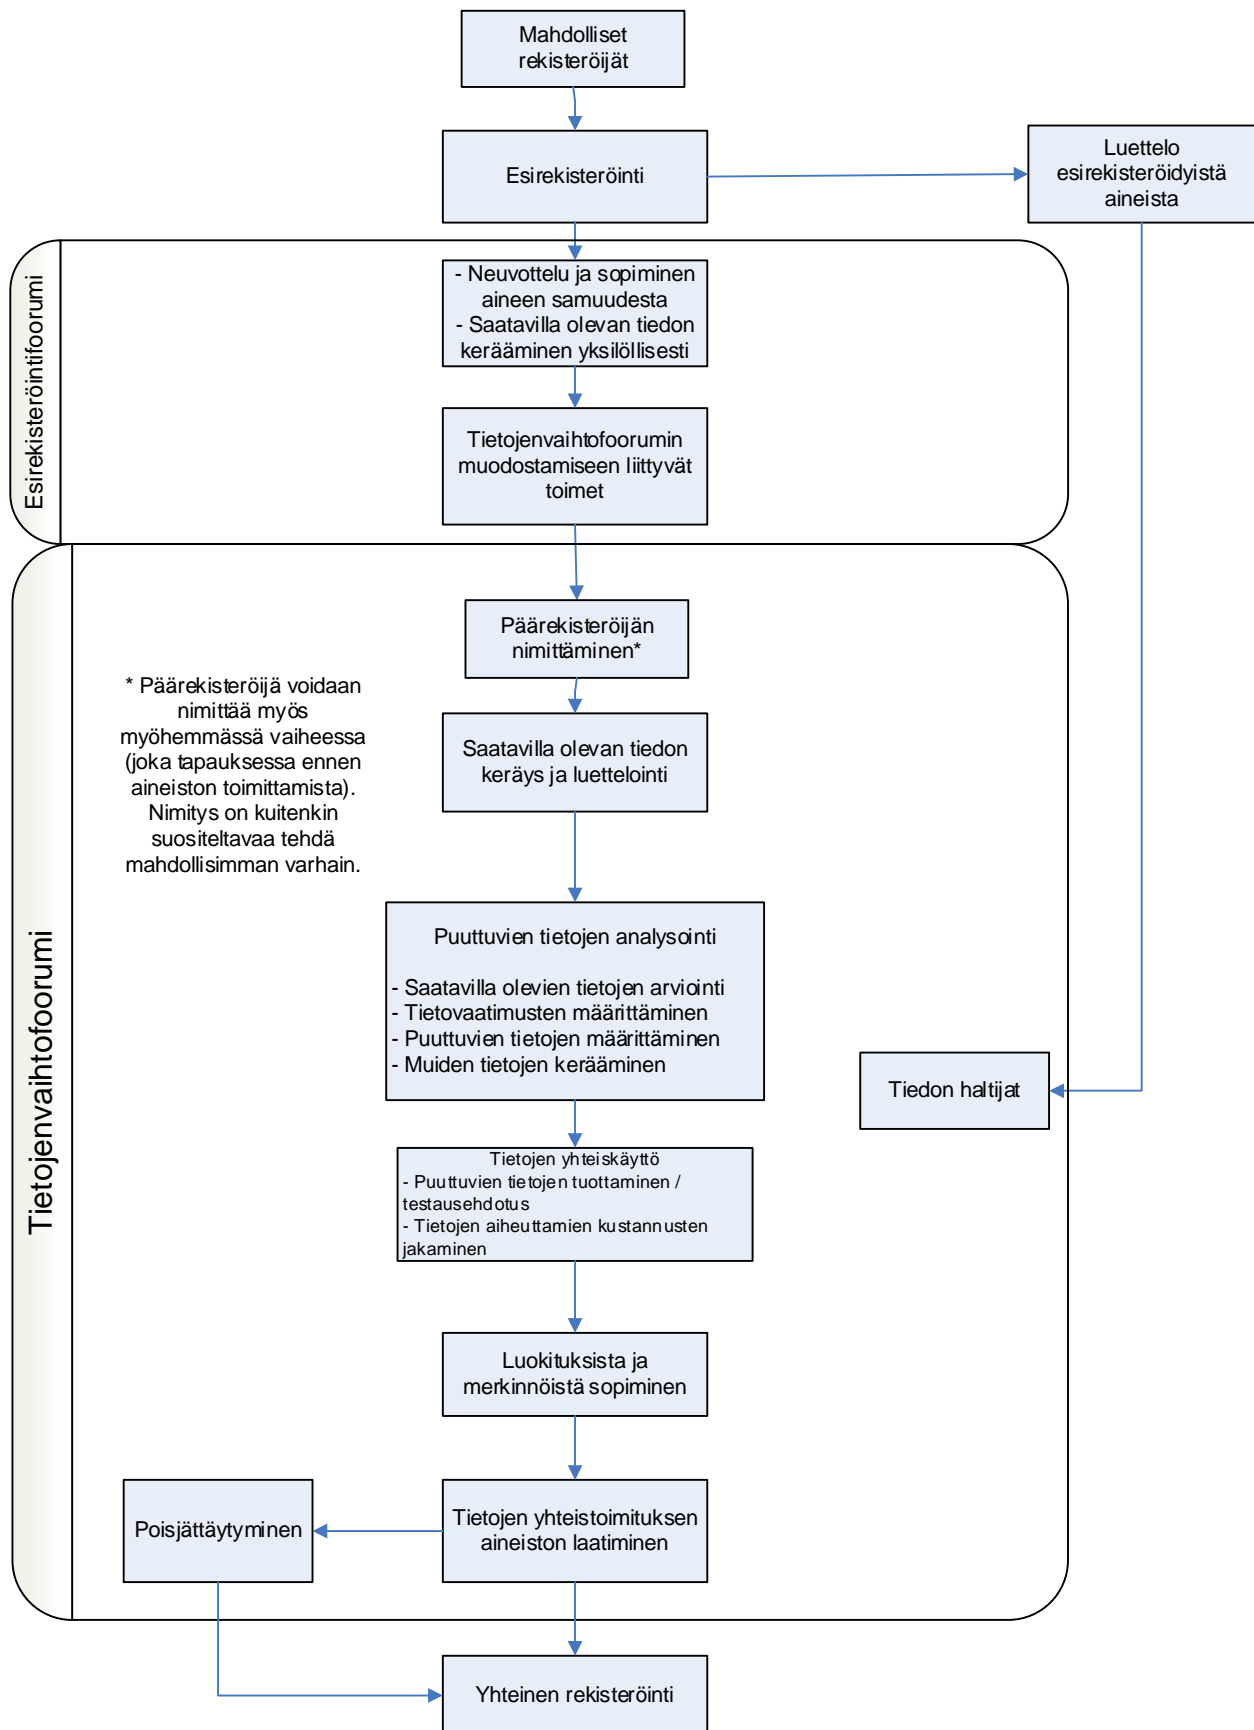 Mahdolliset
rekisteröijät
Esirekisteröinti
Luettelo
esirekisteröidyistä
aineista
Esirekisteröintifoorumi
- Neuvottelu ja sopiminen
aineen samuudesta
- Saatavilla olevan tiedon
kerääminen yksilöllisesti
Tietojenvaihtofoorumin
muodostamiseen liittyvät
toimet
Tietojenvaihtofoorumi
Päärekisteröijän
nimittäminen*
* Päärekisteröijä voidaan
nimittää myös
myöhemmässä vaiheessa
(joka tapauksessa ennen
aineiston toimittamista).
Nimitys on kuitenkin
suositeltavaa tehdä
mahdollisimman varhain.
Saatavilla olevan tiedon
keräys ja luettelointi
Puuttuvien tietojen analysointi
- Saatavilla olevien tietojen arviointi
- Tietovaatimusten määrittäminen
- Puuttuvien tietojen määrittäminen
- Muiden tietojen kerääminen
Tiedon haltijat
Tietojen yhteiskäyttö
- Puuttuvien tietojen tuottaminen /
testausehdotus
- Tietojen aiheuttamien kustannusten
jakaminen
Luokituksista ja
merkinnöistä sopiminen
Poisjättäytyminen
Tietojen yhteistoimituksen
aineiston laatiminen
Yhteinen rekisteröinti